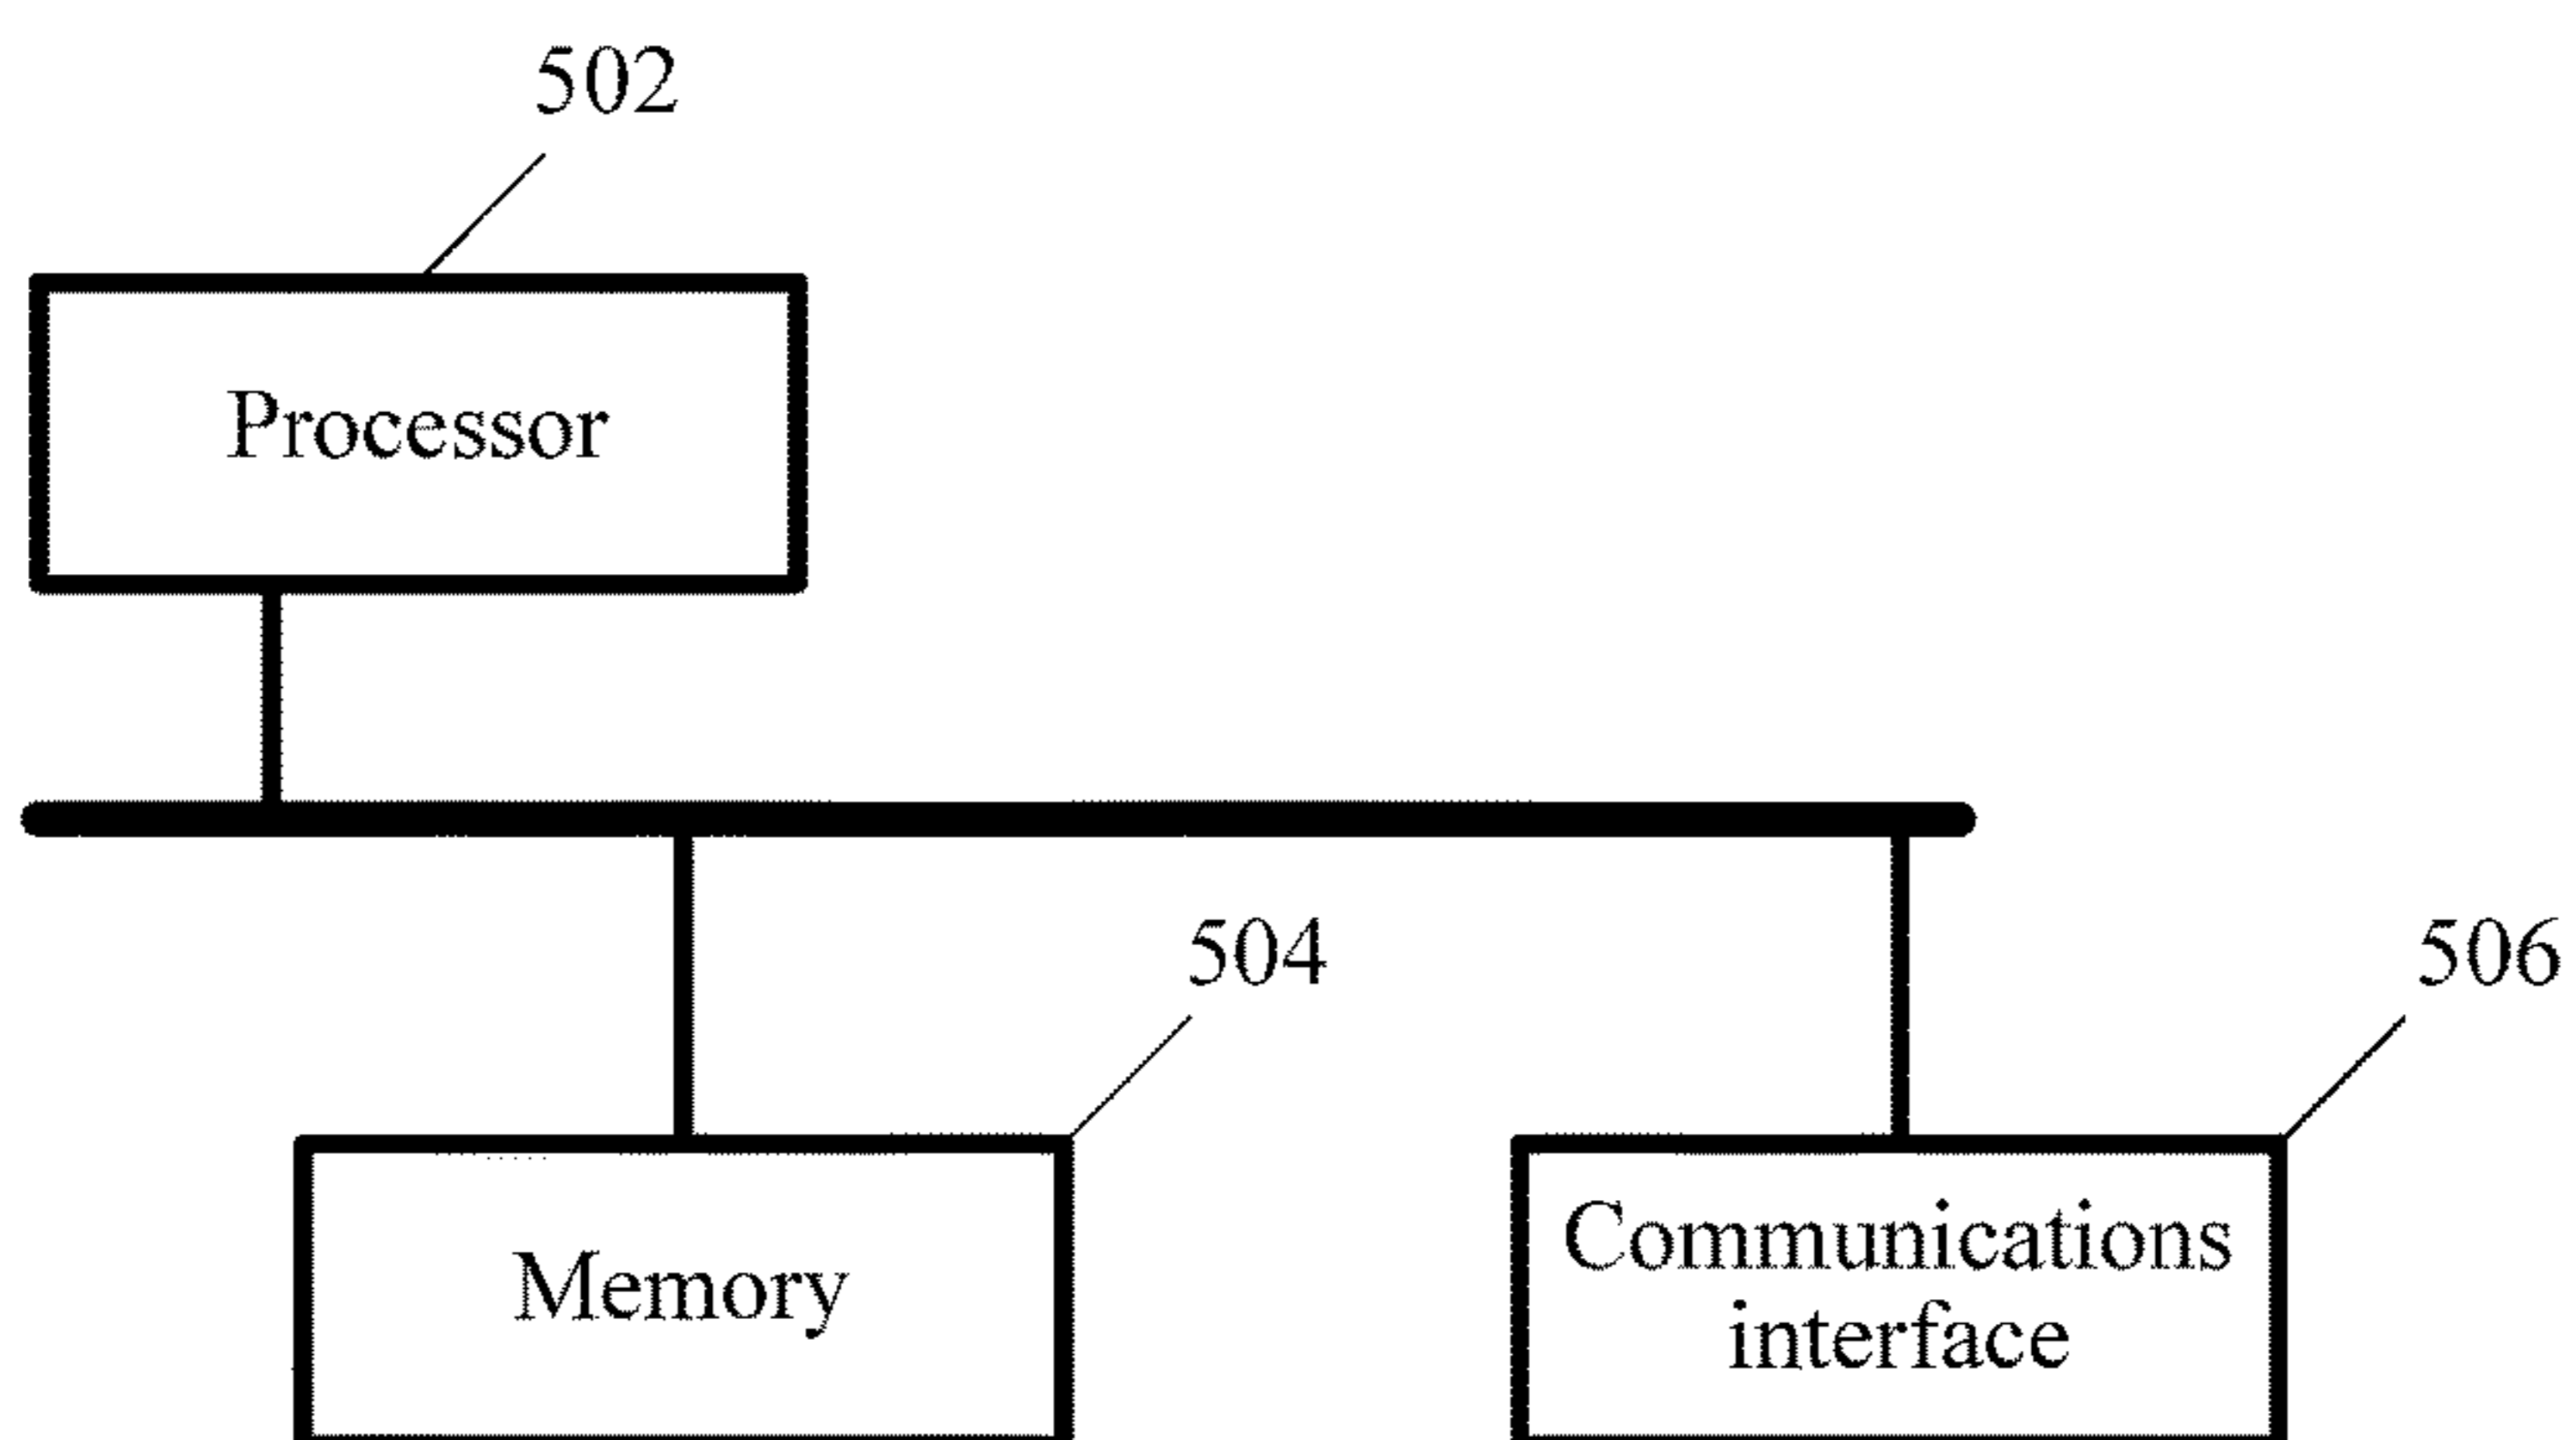 502
Processor
504
506
Memory
Communications
interface